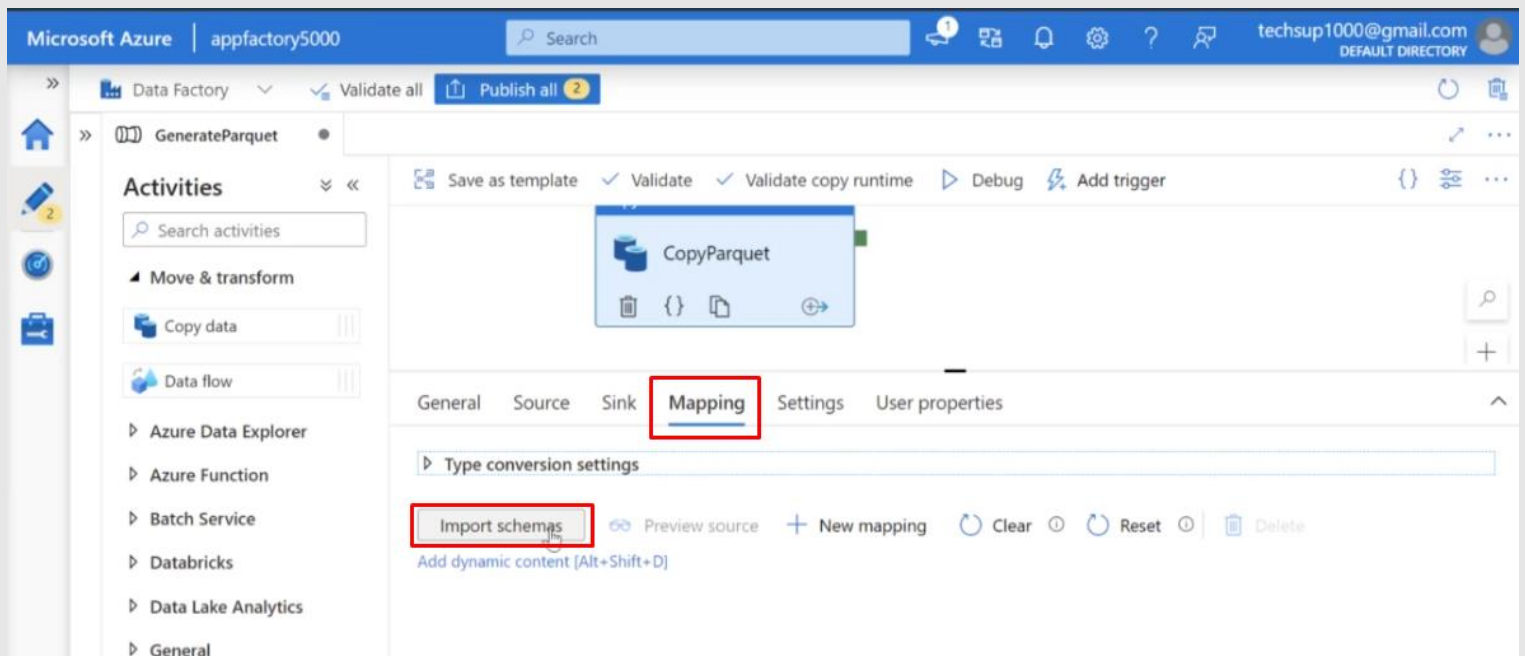 Microsoft Azure | appfactory5000
Search
1
techsup1000@gmail.com
DEFAULT DIRECTORY
Data Factory
Validate all
Publish all 2
GenerateParquet
2
Activities
Search activities
Move & transform
Copy data
Data flow
Azure Data Explorer
Azure Function
Batch Service
Databricks
Data Lake Analytics
General
Save as template
Validate
Validate copy runtime
Debug
Add trigger
CopyParquet
General
Source
Sink
Mapping
Settings
User properties
Type conversion settings
Import schemas
Preview source
New mapping
Clear
Reset
Delete
Add dynamic content [Alt+Shift+D]